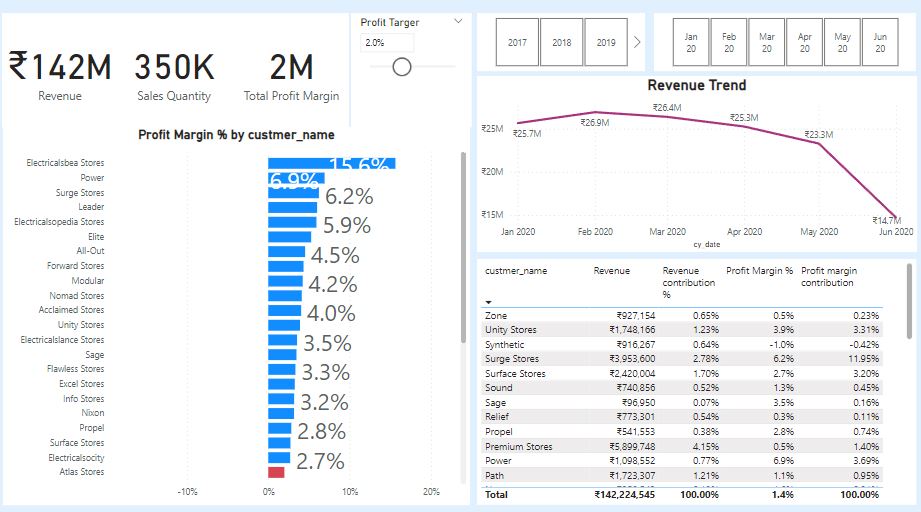 Profit Targer
2.0%
₹142M
Revenue
350K
Sales Quantity
2M
Total Profit Margin
2017
2018
2019
Jan 20
Feb 20
Mar 20
Apr 20
May 20
Jun 20
Profit Margin % by custmer_name
Electricalsbea Stores 15.6%
Power 6.9%
Surge Stores 6.2%
Leader
Electricalsopedia Stores 5.9%
Elite
All-Out 4.5%
Forward Stores
Modular 4.2%
Nomad Stores
Acclaimed Stores 4.0%
Unity Stores
Electricalslance Stores 3.5%
Sage
Flawless Stores 3.3%
Excel Stores
Info Stores 3.2%
Nixon
Propel 2.8%
Surface Stores
Electricalsocity 2.7%
Atlas Stores
-10% 0% 10% 20%
Revenue Trend
₹25M
₹20M
₹15M
₹25.7M
₹26.9M
₹26.4M
₹25.3M
₹23.3M
₹14.7M
Jan 2020 Feb 2020 Mar 2020 Apr 2020 May 2020 Jun 2020
cy_date
custmer_name Revenue Revenue contribution % Profit Margin % Profit margin contribution
Zone ₹927,154 0.65% 0.5% 0.23%
Unity Stores ₹1,748,166 1.23% 3.9% 3.31%
Synthetic ₹916,267 0.64% -1.0% -0.42%
Surge Stores ₹3,953,600 2.78% 6.2% 11.95%
Surface Stores ₹2,420,004 1.70% 2.7% 3.20%
Sound ₹740,856 0.52% 1.3% 0.45%
Sage ₹96,950 0.07% 3.5% 0.16%
Relief ₹773,301 0.54% 0.3% 0.11%
Propel ₹541,553 0.38% 2.8% 0.74%
Premium Stores ₹5,899,748 4.15% 0.5% 1.40%
Power ₹1,098,552 0.77% 6.9% 3.69%
Path ₹1,723,307 1.21% 1.1% 0.95%
Total ₹142,224,545 100.00% 1.4% 100.00%